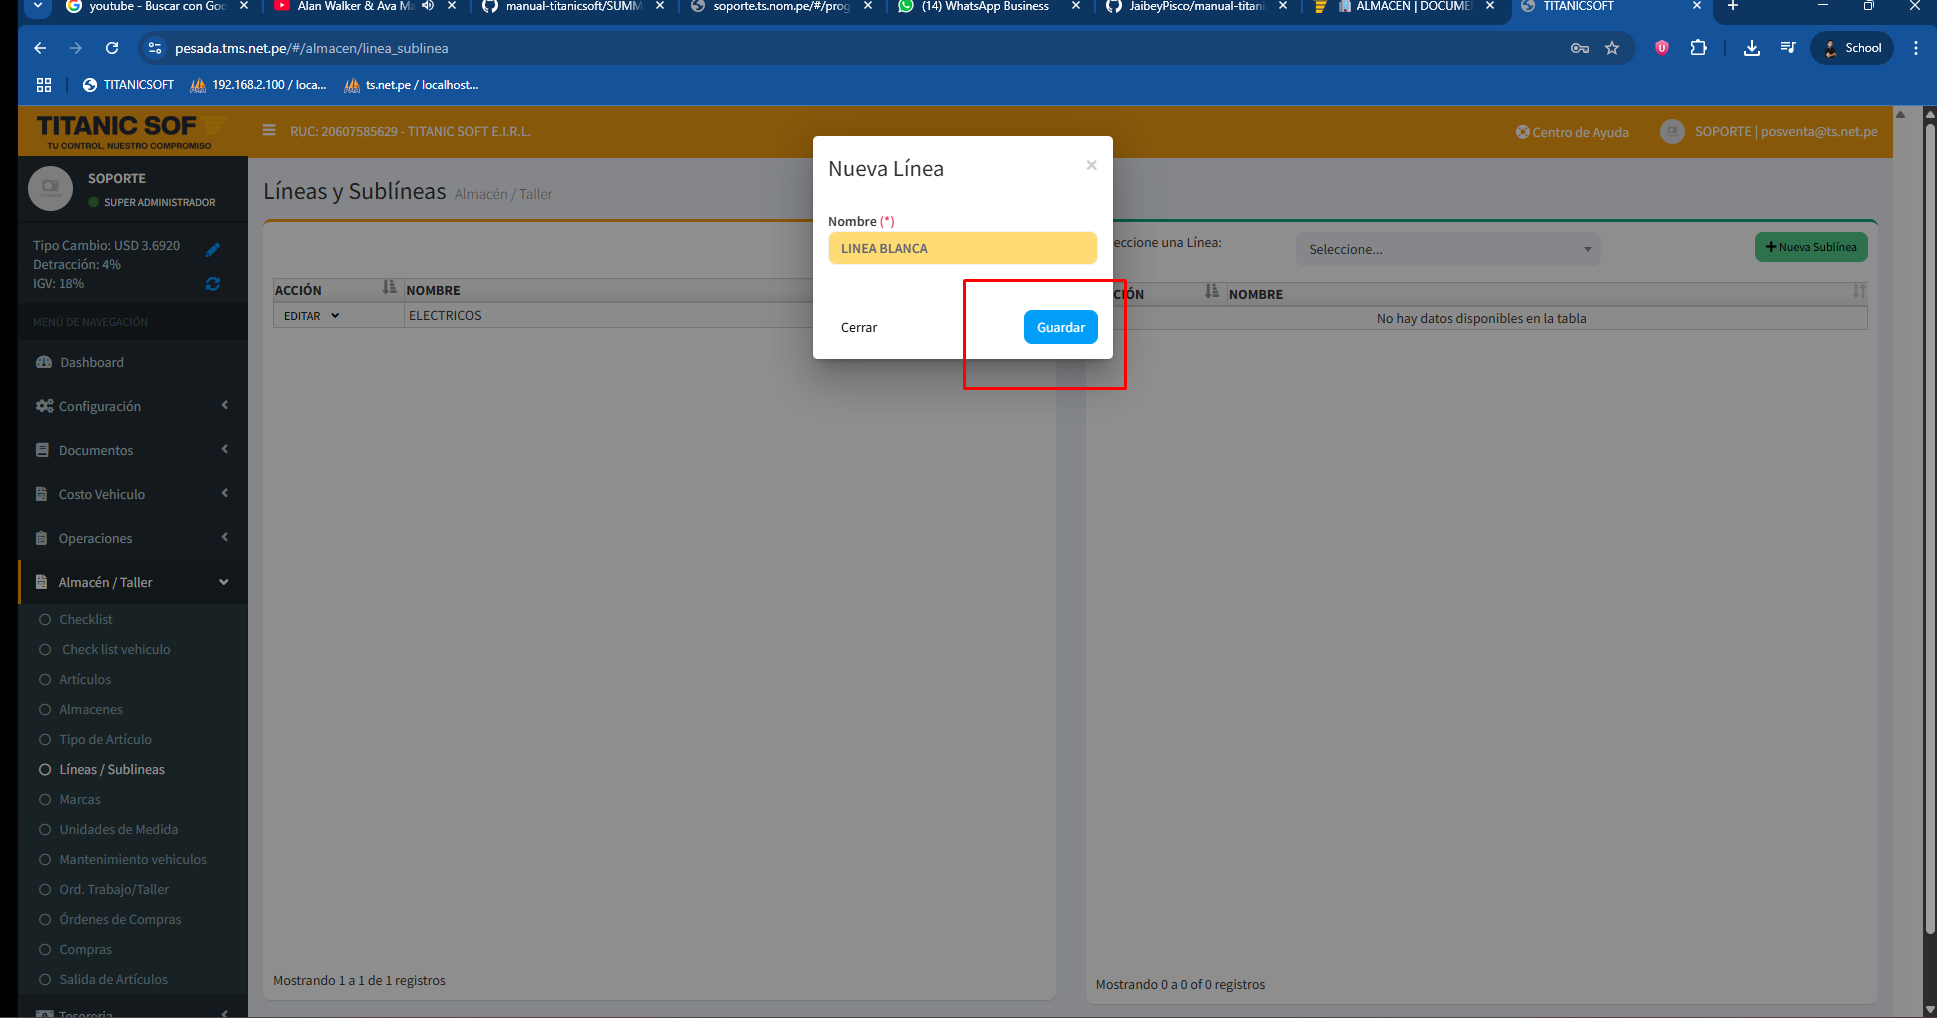 youtube - Buscar con Goo
Alan Walker & Ava Ma
manual-titanicsoft/SUMM
soporte.ts.nom.pe/#/prog
(14) WhatsApp Business
JaibeyPisco/manual-titani
ALMACEN | DOCUME
TITANICSOFT
pesada.tms.net.pe/#/almacen/linea_sublinea
School
TITANICSOFT
192.168.2.100 / loca...
ts.net.pe / localhost...
TITANIC SOF
TU CONTROL, NUESTRO COMPROMISO
RUC: 20607585629 - TITANIC SOFT E.I.R.L.
Centro de Ayuda
SOPORTE | posventa@ts.net.pe
SOPORTE
SUPER ADMINISTRADOR
Tipo Cambio: USD 3.6920
Detracción: 4%
IGV: 18%
MENÚ DE NAVEGACIÓN
Dashboard
Configuración
Documentos
Costo Vehiculo
Operaciones
Almacén / Taller
Checklist
Check list vehiculo
Artículos
Almacenes
Tipo de Artículo
Líneas / Sublineas
Marcas
Unidades de Medida
Mantenimiento vehiculos
Ord. Trabajo/Taller
Órdenes de Compras
Compras
Salida de Artículos
Tesoreria
Líneas y Sublíneas Almacén / Taller
ACCIÓN NOMBRE
EDITAR ELECTRICOS
Mostrando 1 a 1 de 1 registros
Nueva Línea
×
Nombre (*)
LINEA BLANCA
Cerrar
Guardar
eccione una Línea:
Seleccione...
+ Nueva Sublínea
CIÓN NOMBRE
No hay datos disponibles en la tabla
Mostrando 0 a 0 of 0 registros